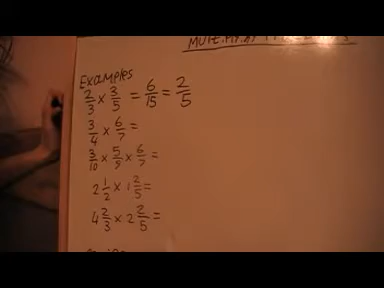 Examples
2/3 × 3/5 = 6/15 = 2/5
3/4 × 6/7 =
3/10 × 5/9 × 6/7 =
2 1/2 × 1 2/5 =
4 2/3 × 2 2/5 =